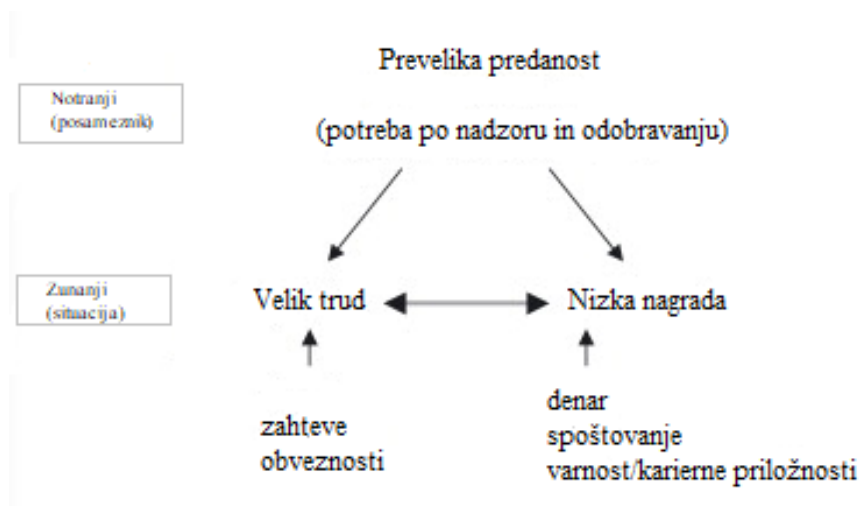 Prevelika predanost
Notranji
(posameznik)
(potreba po nadzoru in odobravanju)
Zunanji
(situacija)
Velik trud
Nizka nagrada
zahteve
obveznosti
denar
spoštovanje
varnost/karierne priložnosti